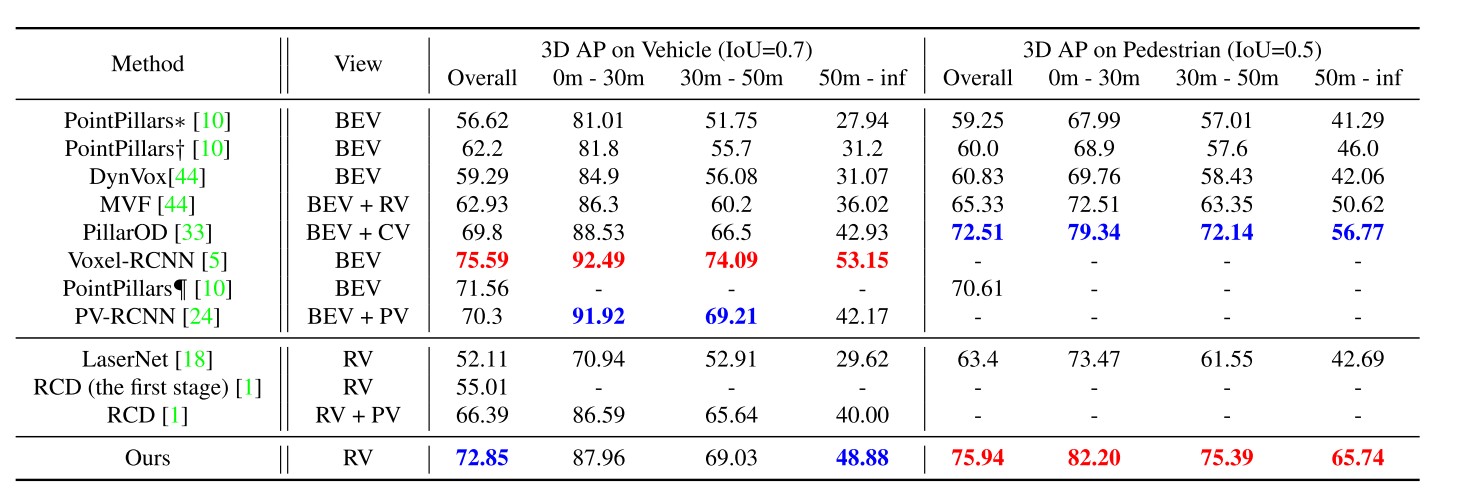 Method View 3D AP on Vehicle (IoU=0.7) 3D AP on Pedestrian (IoU=0.5)
Overall 0m - 30m 30m - 50m 50m - inf Overall 0m - 30m 30m - 50m 50m - inf
PointPillars∗ [10] BEV 56.62 81.01 51.75 27.94 59.25 67.99 57.01 41.29
PointPillars† [10] BEV 62.2 81.8 55.7 31.2 60.0 68.9 57.6 46.0
DynVox[44] BEV 59.29 84.9 56.08 31.07 60.83 69.76 58.43 42.06
MVF [44] BEV + RV 62.93 86.3 60.2 36.02 65.33 72.51 63.35 50.62
PillarOD [33] BEV + CV 69.8 88.53 66.5 42.93 72.51 79.34 72.14 56.77
Voxel-RCNN [5] BEV 75.59 92.49 74.09 53.15 - - - -
PointPillars¶ [10] BEV 71.56 - - - 70.61 - - -
PV-RCNN [24] BEV + PV 70.3 91.92 69.21 42.17 - - - -
LaserNet [18] RV 52.11 70.94 52.91 29.62 63.4 73.47 61.55 42.69
RCD (the first stage) [1] RV 55.01 - - - - - - -
RCD [1] RV + PV 66.39 86.59 65.64 40.00 - - - -
Ours RV 72.85 87.96 69.03 48.88 75.94 82.20 75.39 65.74